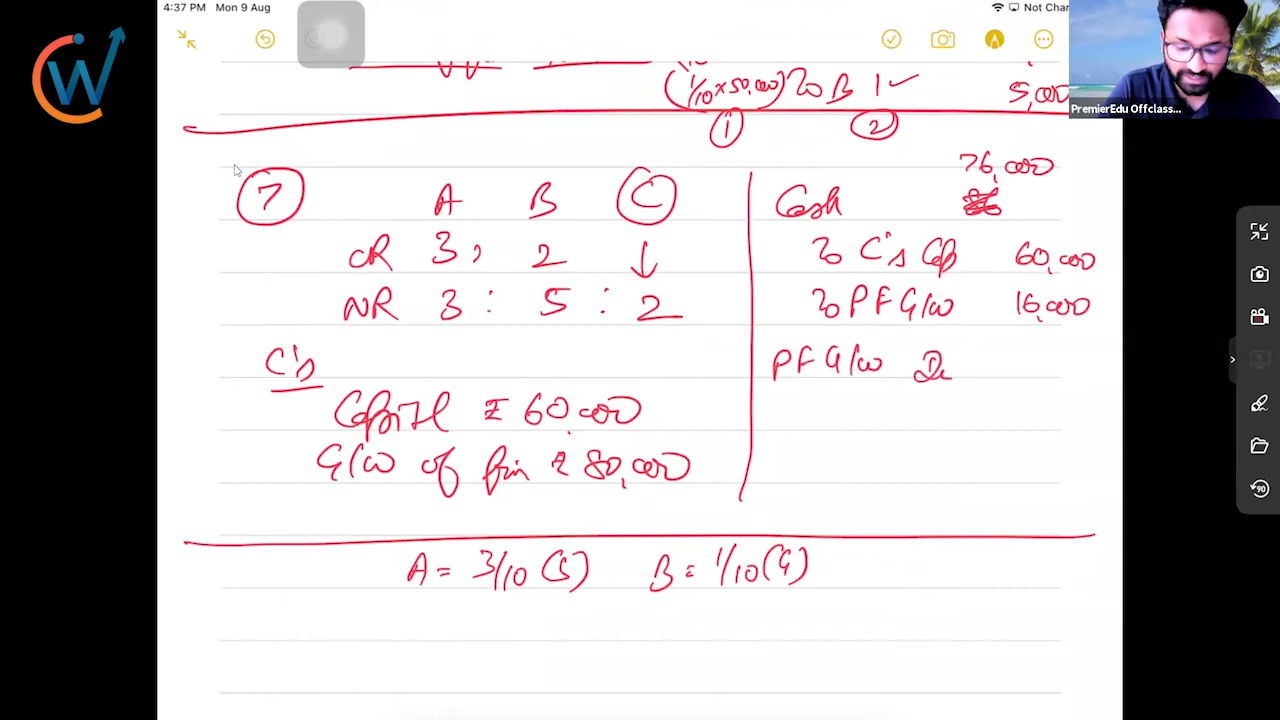 4:37 PM Mon 9 Aug
Not Char
(1/10×50,000) To B 1 ✓ 5,000
① ②
PremierEdu Offclass...
76,000
7 A B C
OR 3 : 2 ↓
NR 3 : 5 : 2
C's
Capital ₹ 60,000
G/W of firm ₹ 80,000
Cash
To C's Cap 60,000
To P F G/W 16,000
P F G/W Dr
A = 3/10 (S) B = 1/10 (G)
90
CW